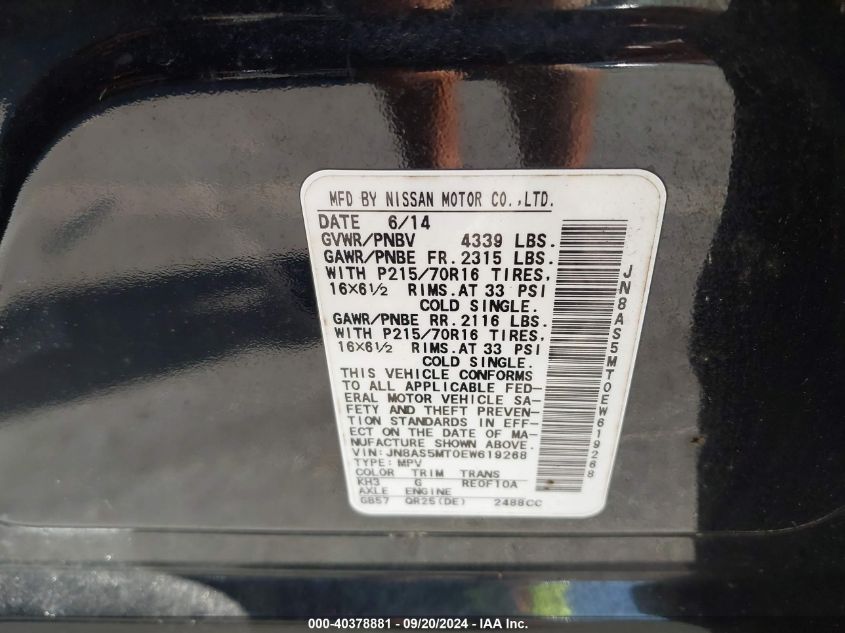 MFD BY NISSAN MOTOR CO.,LTD.
DATE 6/14
GVWR/PNBV 4339 LBS.
GAWR/PNBE FR. 2315 LBS.
WITH P215/70R16 TIRES,
16X6½ RIMS.AT 33 PSI
COLD SINGLE.
GAWR/PNBE RR. 2116 LBS.
WITH P215/70R16 TIRES,
16X6½ RIMS.AT 33 PSI
COLD SINGLE.
THIS VEHICLE CONFORMS
TO ALL APPLICABLE FED-
ERAL MOTOR VEHICLE SA-
FETY AND THEFT PREVEN-
TION STANDARDS IN EFF-
ECT ON THE DATE OF MA-
NUFACTURE SHOWN ABOVE.
VIN: JN8AS5MT0EW619268
TYPE: MPV
COLOR TRIM TRANS
KH3 G RE0F10A
AXLE ENGINE
GB57 QR25(DE) 2488CC
JN8AS5MT0EW619268
000-40378881 - 09/20/2024 - IAA Inc.